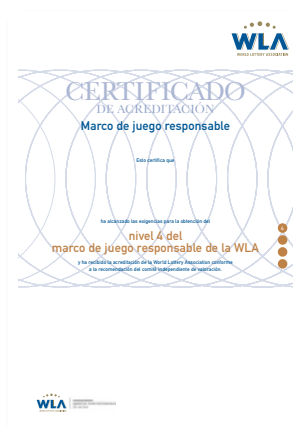 WLA
WORLD LOTTERY ASSOCIATION
CERTIFICADO
DE ACREDITACIÓN
Marco de juego responsable
Esto certifica que
ha alcanzado las exigencias para la obtención del
nivel 4 del
marco de juego responsable de la WLA
y ha recibido la acreditación de la World Lottery Association conforme
a la recomendación del comité independiente de valoración.
4
WLA